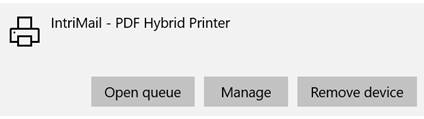 IntriMail - PDF Hybrid Printer
Open queue Manage Remove device